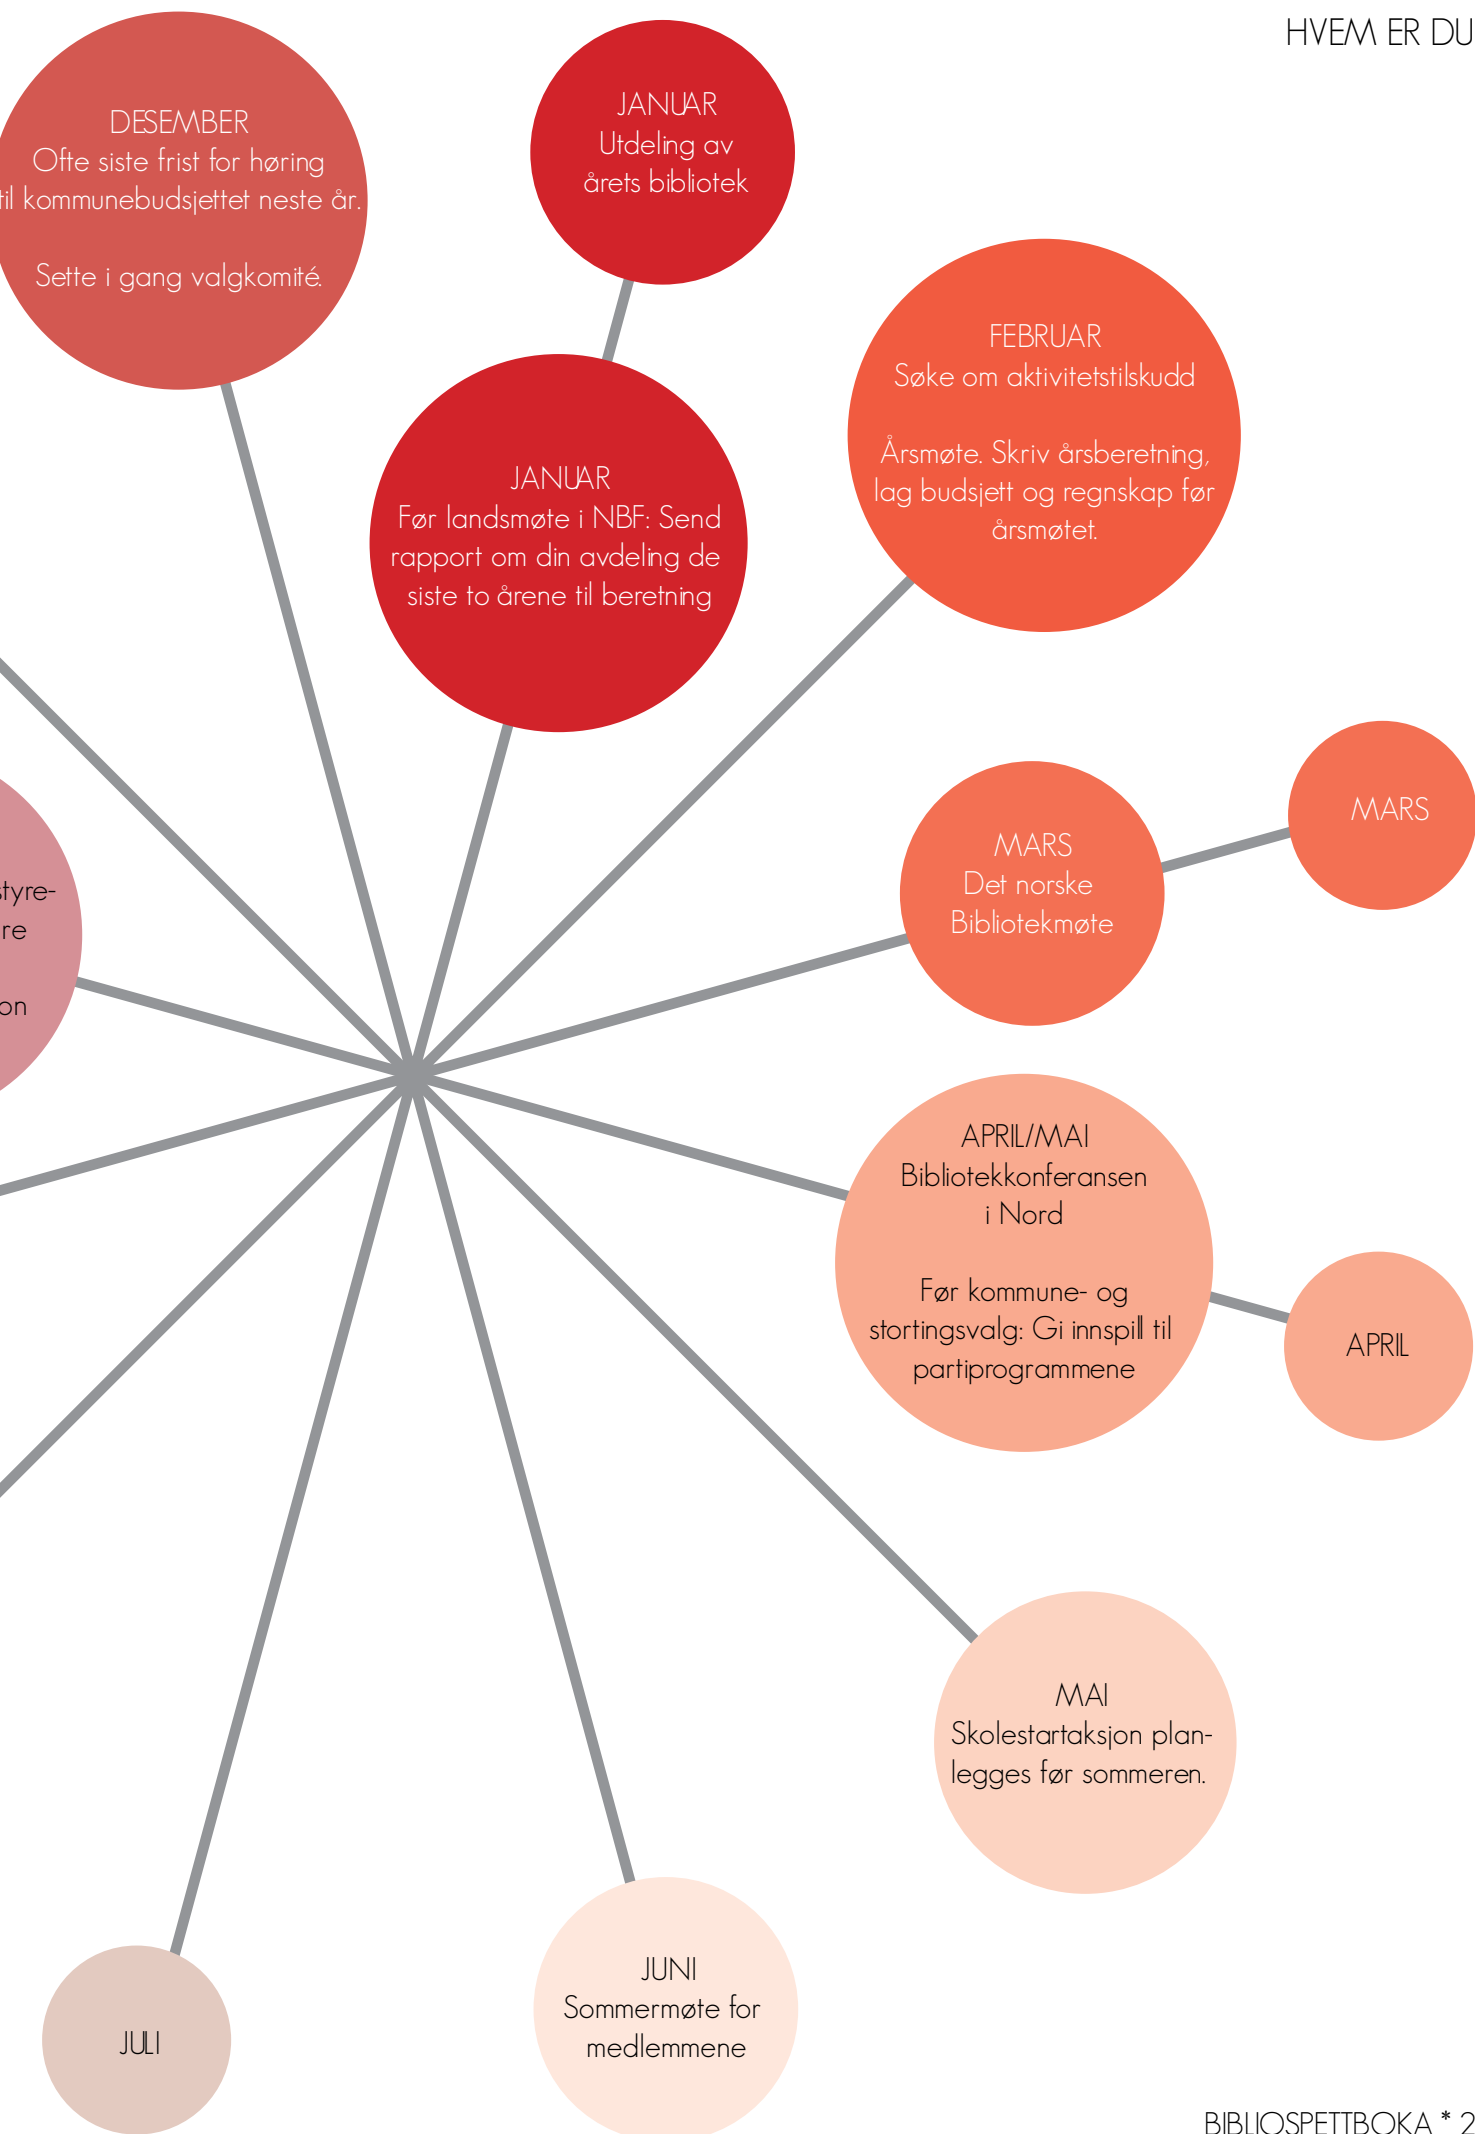 HVEM ER DU
DESEMBER
Ofte siste frist for høring
til kommunebudsjettet neste år.
Sette i gang valgkomité.
JANUAR
Utdeling av
årets bibliotek
JANUAR
Før landsmøte i NBF: Send
rapport om din avdeling de
siste to årene til beretning
FEBRUAR
Søke om aktivitetstilskudd
Årsmøte. Skriv årsberetning,
lag budsjett og regnskap før
årsmøtet.
MARS
Det norske
Bibliotekmøte
MARS
styre-
re
on
APRIL/MAI
Bibliotekkonferansen
i Nord
Før kommune- og
stortingsvalg: Gi innspill til
partiprogrammene
APRIL
MAI
Skolestartaksjon plan-
legges før sommeren.
JUNI
Sommermøte for
medlemmene
JULI
BIBLIOSPETTBOKA * 2